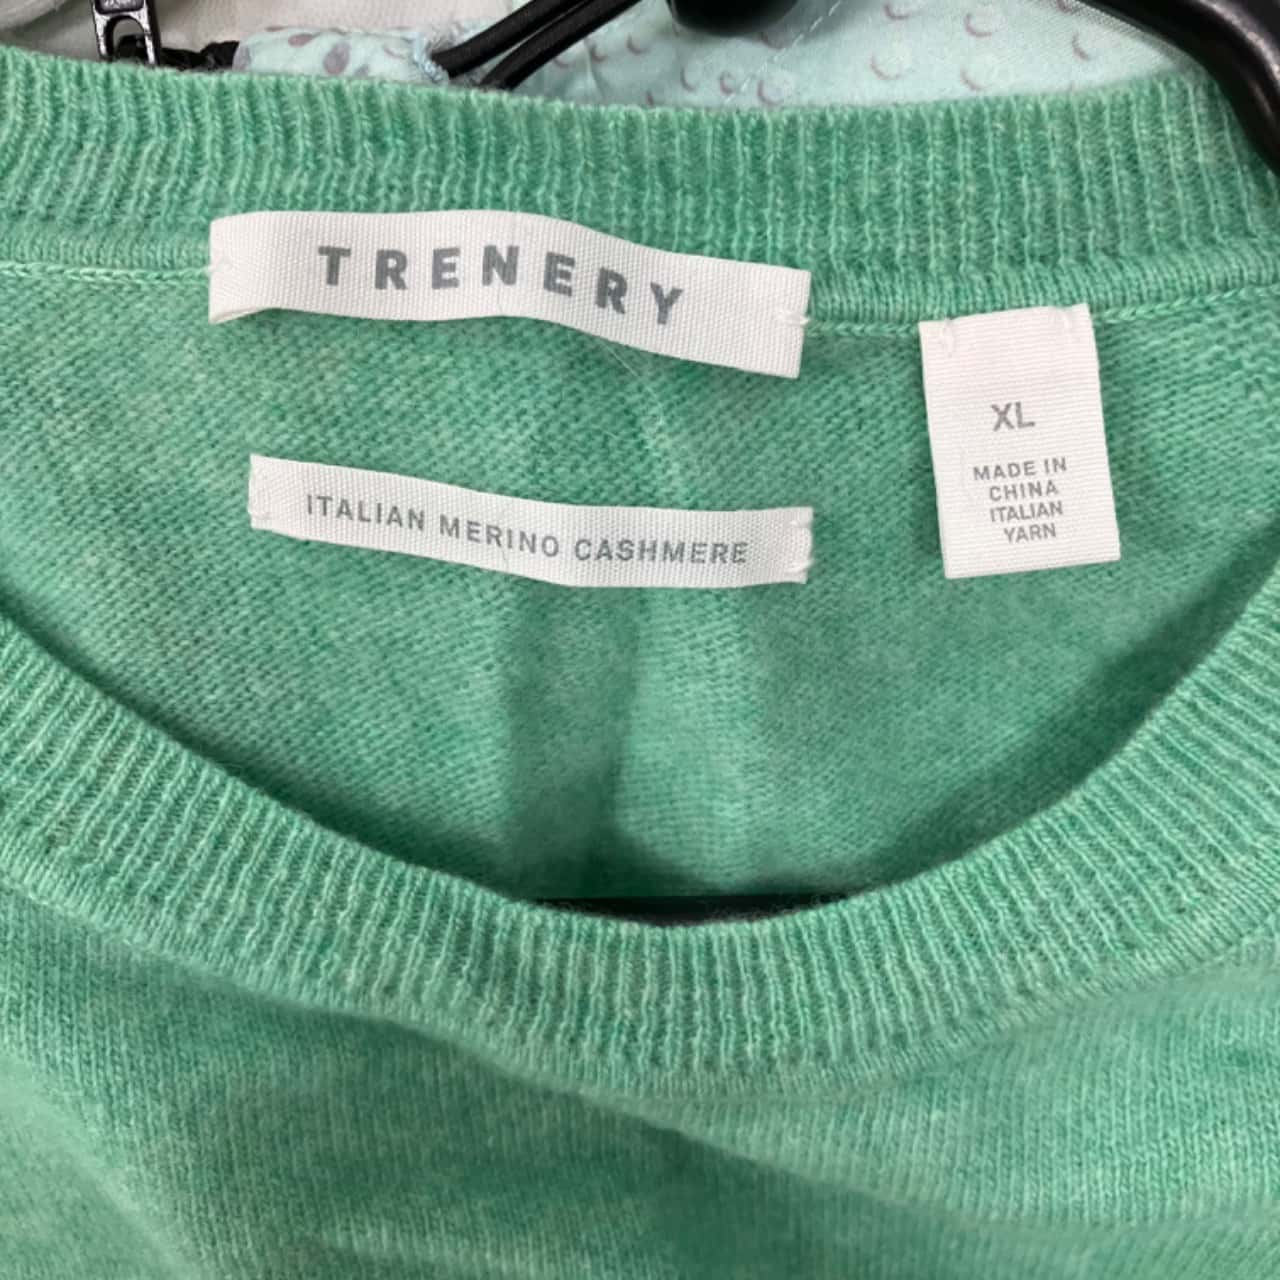 TRENERY
ITALIAN MERINO CASHMERE
XL
MADE IN
CHINA
ITALIAN
YARN